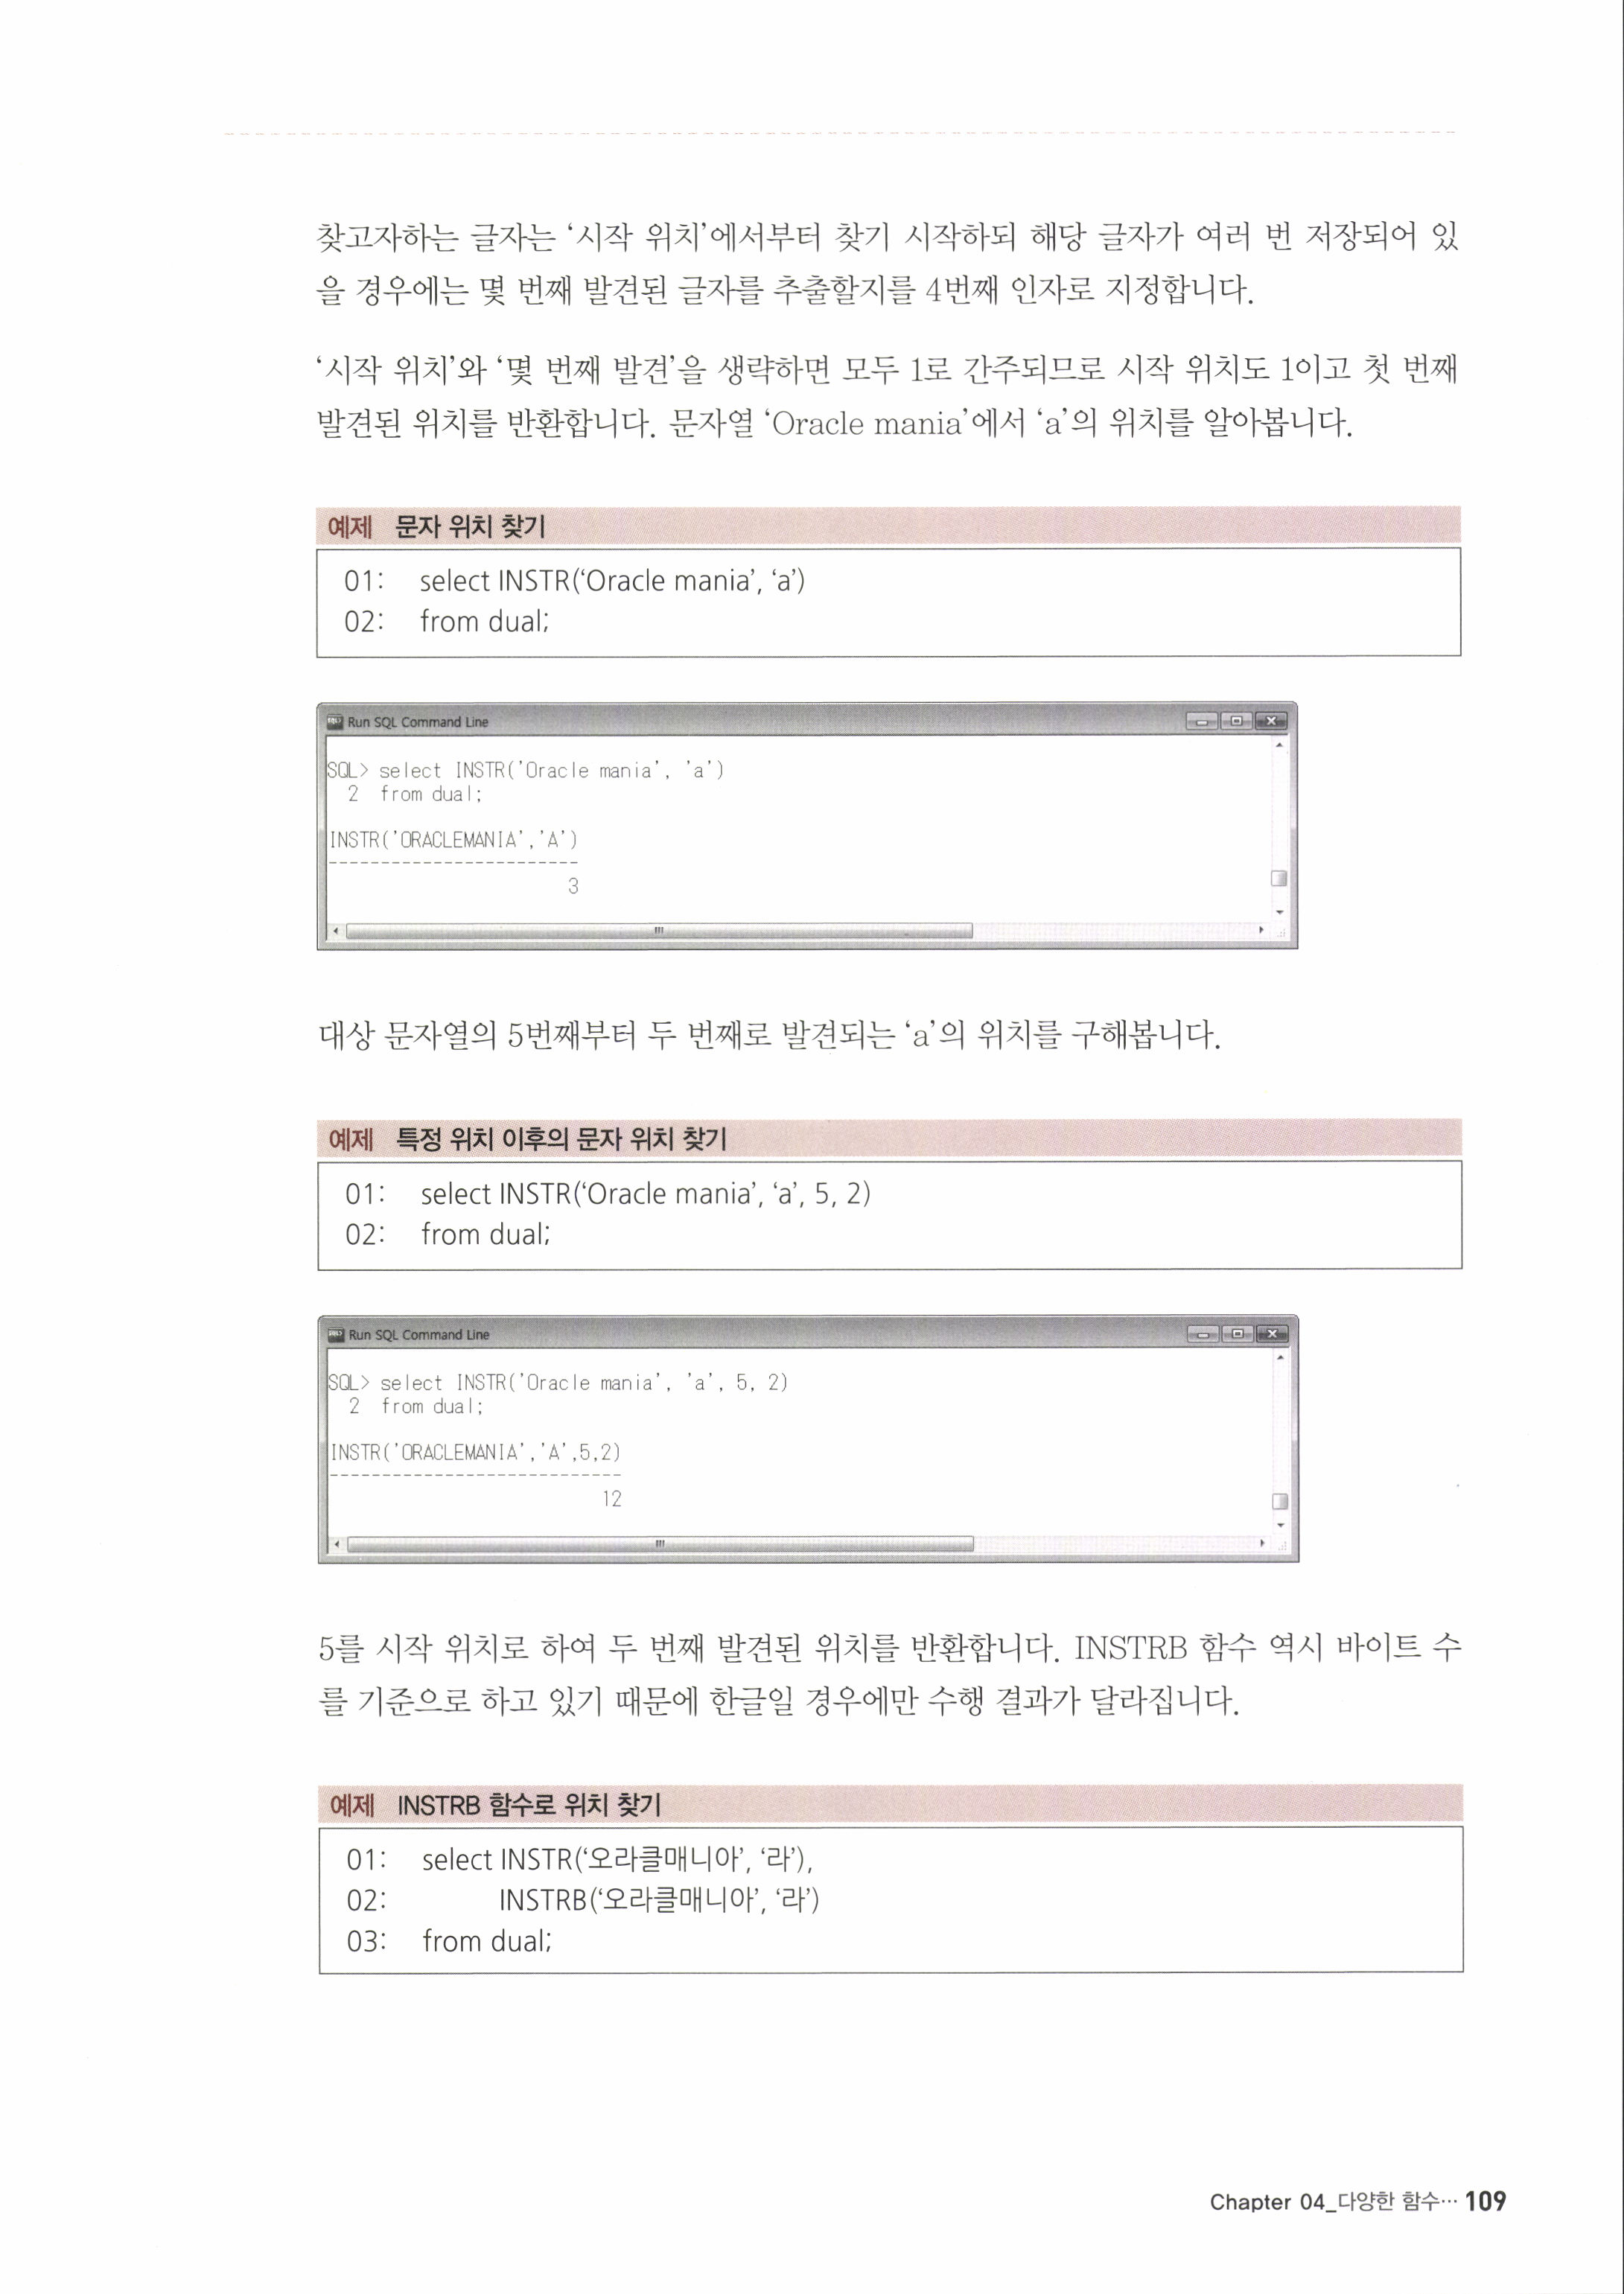 찾고자하는 글자는 ‘시작 위치’에서부터 찾기 시작하되 해당 글자가 여러 번 저장되어 있
을 경우에는 몇 번째 발견된 글자를 추출할지를 4번째 인자로 지정합니다.
‘시작 위치’와 ‘몇 번째 발견’을 생략하면 모두 1로 간주되므로 시작 위치도 1이고 첫 번째
발견된 위치를 반환합니다. 문자열 ‘Oracle mania’에서 ‘a’의 위치를 알아봅니다.
예제 문자 위치 찾기
01: select INSTR(‘Oracle mania’, ‘a’)
02: from dual;
Run SQL Command Line
SQL> select INSTR('Oracle mania', 'a')
2 from dual;
INSTR('ORACLEMANIA','A')
------------------------
3
대상 문자열의 5번째부터 두 번째로 발견되는 ‘a’의 위치를 구해봅니다.
예제 특정 위치 이후의 문자 위치 찾기
01: select INSTR(‘Oracle mania’, ‘a’, 5, 2)
02: from dual;
Run SQL Command Line
SQL> select INSTR('Oracle mania', 'a', 5, 2)
2 from dual;
INSTR('ORACLEMANIA','A',5,2)
----------------------------
12
5를 시작 위치로 하여 두 번째 발견된 위치를 반환합니다. INSTRB 함수 역시 바이트 수
를 기준으로 하고 있기 때문에 한글일 경우에만 수행 결과가 달라집니다.
예제 INSTRB 함수로 위치 찾기
01: select INSTR(‘오라클매니아’, ‘라’),
02: INSTRB(‘오라클매니아’, ‘라’)
03: from dual;
Chapter 04_다양한 함수… 109